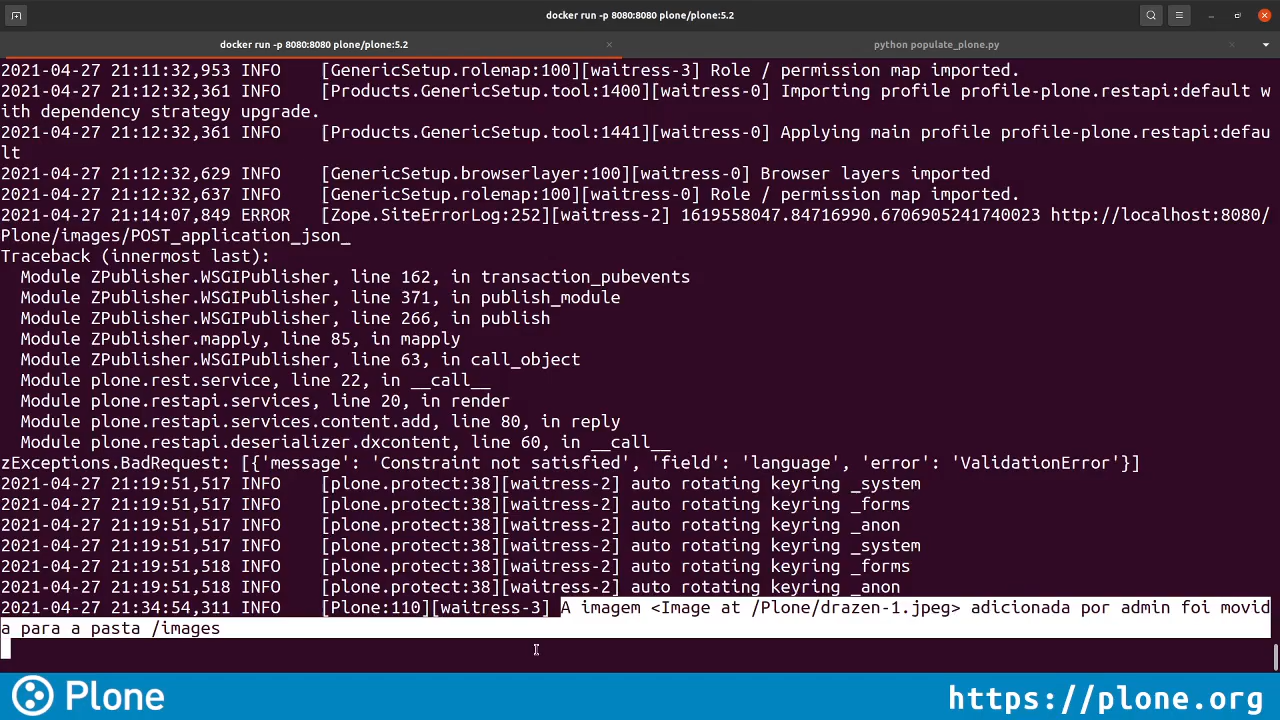 docker run -p 8080:8080 plone/plone:5.2
docker run -p 8080:8080 plone/plone:5.2
python populate_plone.py
2021-04-27 21:11:32,953 INFO    [GenericSetup.rolemap:100][waitress-3] Role / permission map imported.
2021-04-27 21:12:32,361 INFO    [Products.GenericSetup.tool:1400][waitress-0] Importing profile profile-plone.restapi:default w
ith dependency strategy upgrade.
2021-04-27 21:12:32,361 INFO    [Products.GenericSetup.tool:1441][waitress-0] Applying main profile profile-plone.restapi:defau
lt
2021-04-27 21:12:32,629 INFO    [GenericSetup.browserlayer:100][waitress-0] Browser layers imported
2021-04-27 21:12:32,637 INFO    [GenericSetup.rolemap:100][waitress-0] Role / permission map imported.
2021-04-27 21:14:07,849 ERROR   [Zope.SiteErrorLog:252][waitress-2] 1619558047.84716990.6706905241740023 http://localhost:8080/
Plone/images/POST_application_json_
Traceback (innermost last):
  Module ZPublisher.WSGIPublisher, line 162, in transaction_pubevents
  Module ZPublisher.WSGIPublisher, line 371, in publish_module
  Module ZPublisher.WSGIPublisher, line 266, in publish
  Module ZPublisher.mapply, line 85, in mapply
  Module ZPublisher.WSGIPublisher, line 63, in call_object
  Module plone.rest.service, line 22, in __call__
  Module plone.restapi.services, line 20, in render
  Module plone.restapi.services.content.add, line 80, in reply
  Module plone.restapi.deserializer.dxcontent, line 60, in __call__
zExceptions.BadRequest: [{'message': 'Constraint not satisfied', 'field': 'language', 'error': 'ValidationError'}]
2021-04-27 21:19:51,517 INFO    [plone.protect:38][waitress-2] auto rotating keyring _system
2021-04-27 21:19:51,517 INFO    [plone.protect:38][waitress-2] auto rotating keyring _forms
2021-04-27 21:19:51,517 INFO    [plone.protect:38][waitress-2] auto rotating keyring _anon
2021-04-27 21:19:51,517 INFO    [plone.protect:38][waitress-2] auto rotating keyring _system
2021-04-27 21:19:51,518 INFO    [plone.protect:38][waitress-2] auto rotating keyring _forms
2021-04-27 21:19:51,518 INFO    [plone.protect:38][waitress-2] auto rotating keyring _anon
2021-04-27 21:34:54,311 INFO    [Plone:110][waitress-3] A imagem <Image at /Plone/drazen-1.jpeg> adicionada por admin foi movid
a para a pasta /images
Plone
https://plone.org